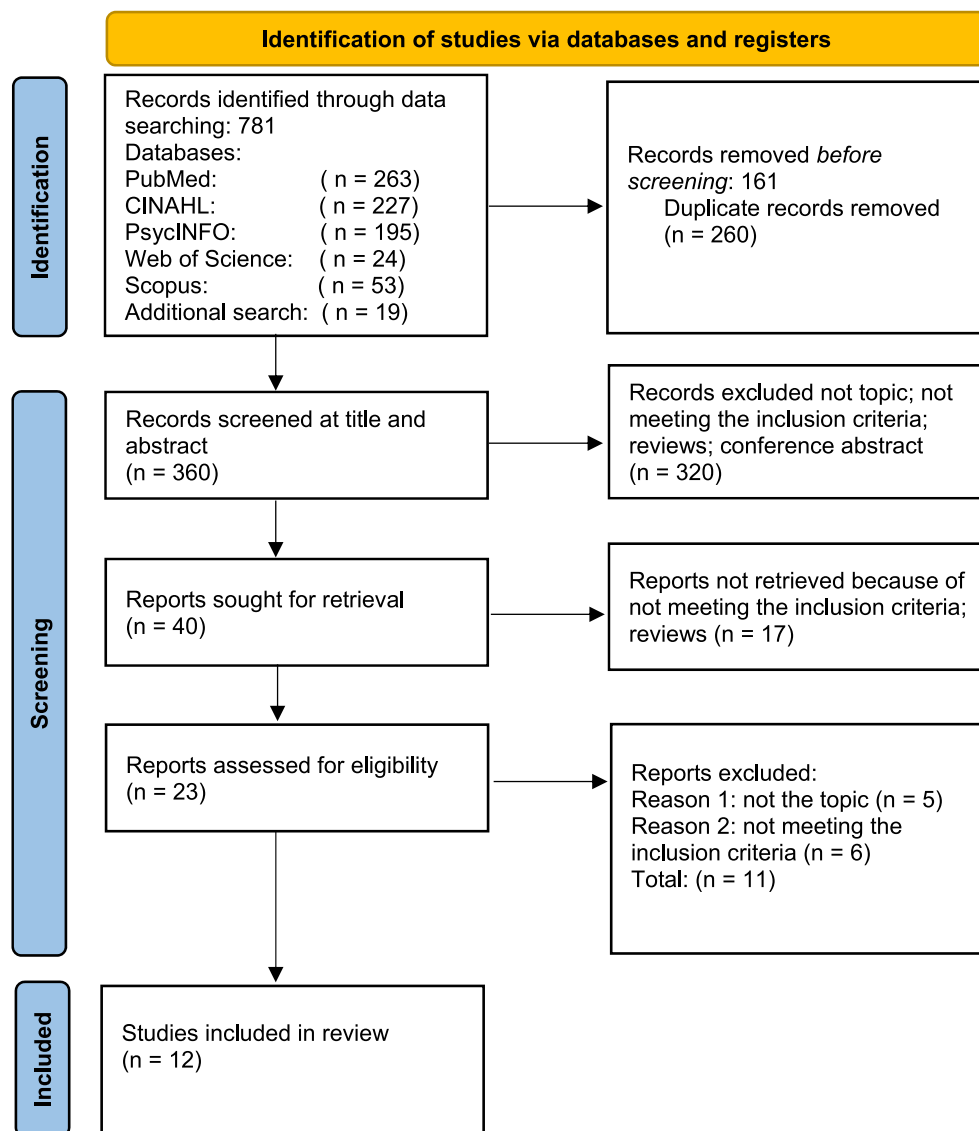 Identification of studies via databases and registers
Identification
Records identified through data
searching: 781
Databases:
PubMed: ( n = 263)
CINAHL: ( n = 227)
PsycINFO: ( n = 195)
Web of Science: ( n = 24)
Scopus: ( n = 53)
Additional search: ( n = 19)
Records removed before
screening: 161
Duplicate records removed
(n = 260)
Screening
Records screened at title and
abstract
(n = 360)
Records excluded not topic; not
meeting the inclusion criteria;
reviews; conference abstract
(n = 320)
Reports sought for retrieval
(n = 40)
Reports not retrieved because of
not meeting the inclusion criteria;
reviews (n = 17)
Reports assessed for eligibility
(n = 23)
Reports excluded:
Reason 1: not the topic (n = 5)
Reason 2: not meeting the
inclusion criteria (n = 6)
Total: (n = 11)
Included
Studies included in review
(n = 12)